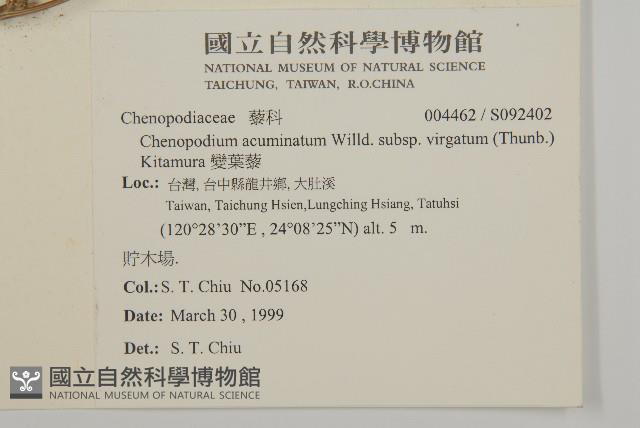 國立自然科學博物館
NATIONAL MUSEUM OF NATURAL SCIENCE
TAICHUNG, TAIWAN, R.O.CHINA
Chenopodiaceae 藜科 004462 / S092402
Chenopodium acuminatum Willd. subsp. virgatum (Thunb.)
Kitamura 變葉藜
Loc.: 台灣, 台中縣龍井鄉, 大肚溪
Taiwan, Taichung Hsien,Lungching Hsiang, Tatuhsi
(120°28’30”E , 24°08’25”N) alt. 5 m.
貯木場.
Col.: S. T. Chiu No.05168
Date: March 30 , 1999
Det.: S. T. Chiu
國立自然科學博物館
NATIONAL MUSEUM OF NATURAL SCIENCE